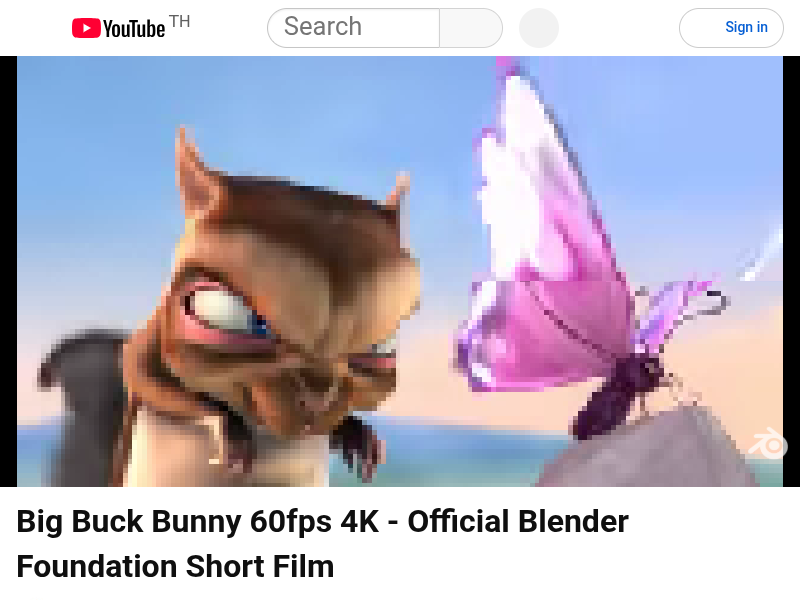 YouTube TH
Search
Sign in
Big Buck Bunny 60fps 4K - Official Blender
Foundation Short Film